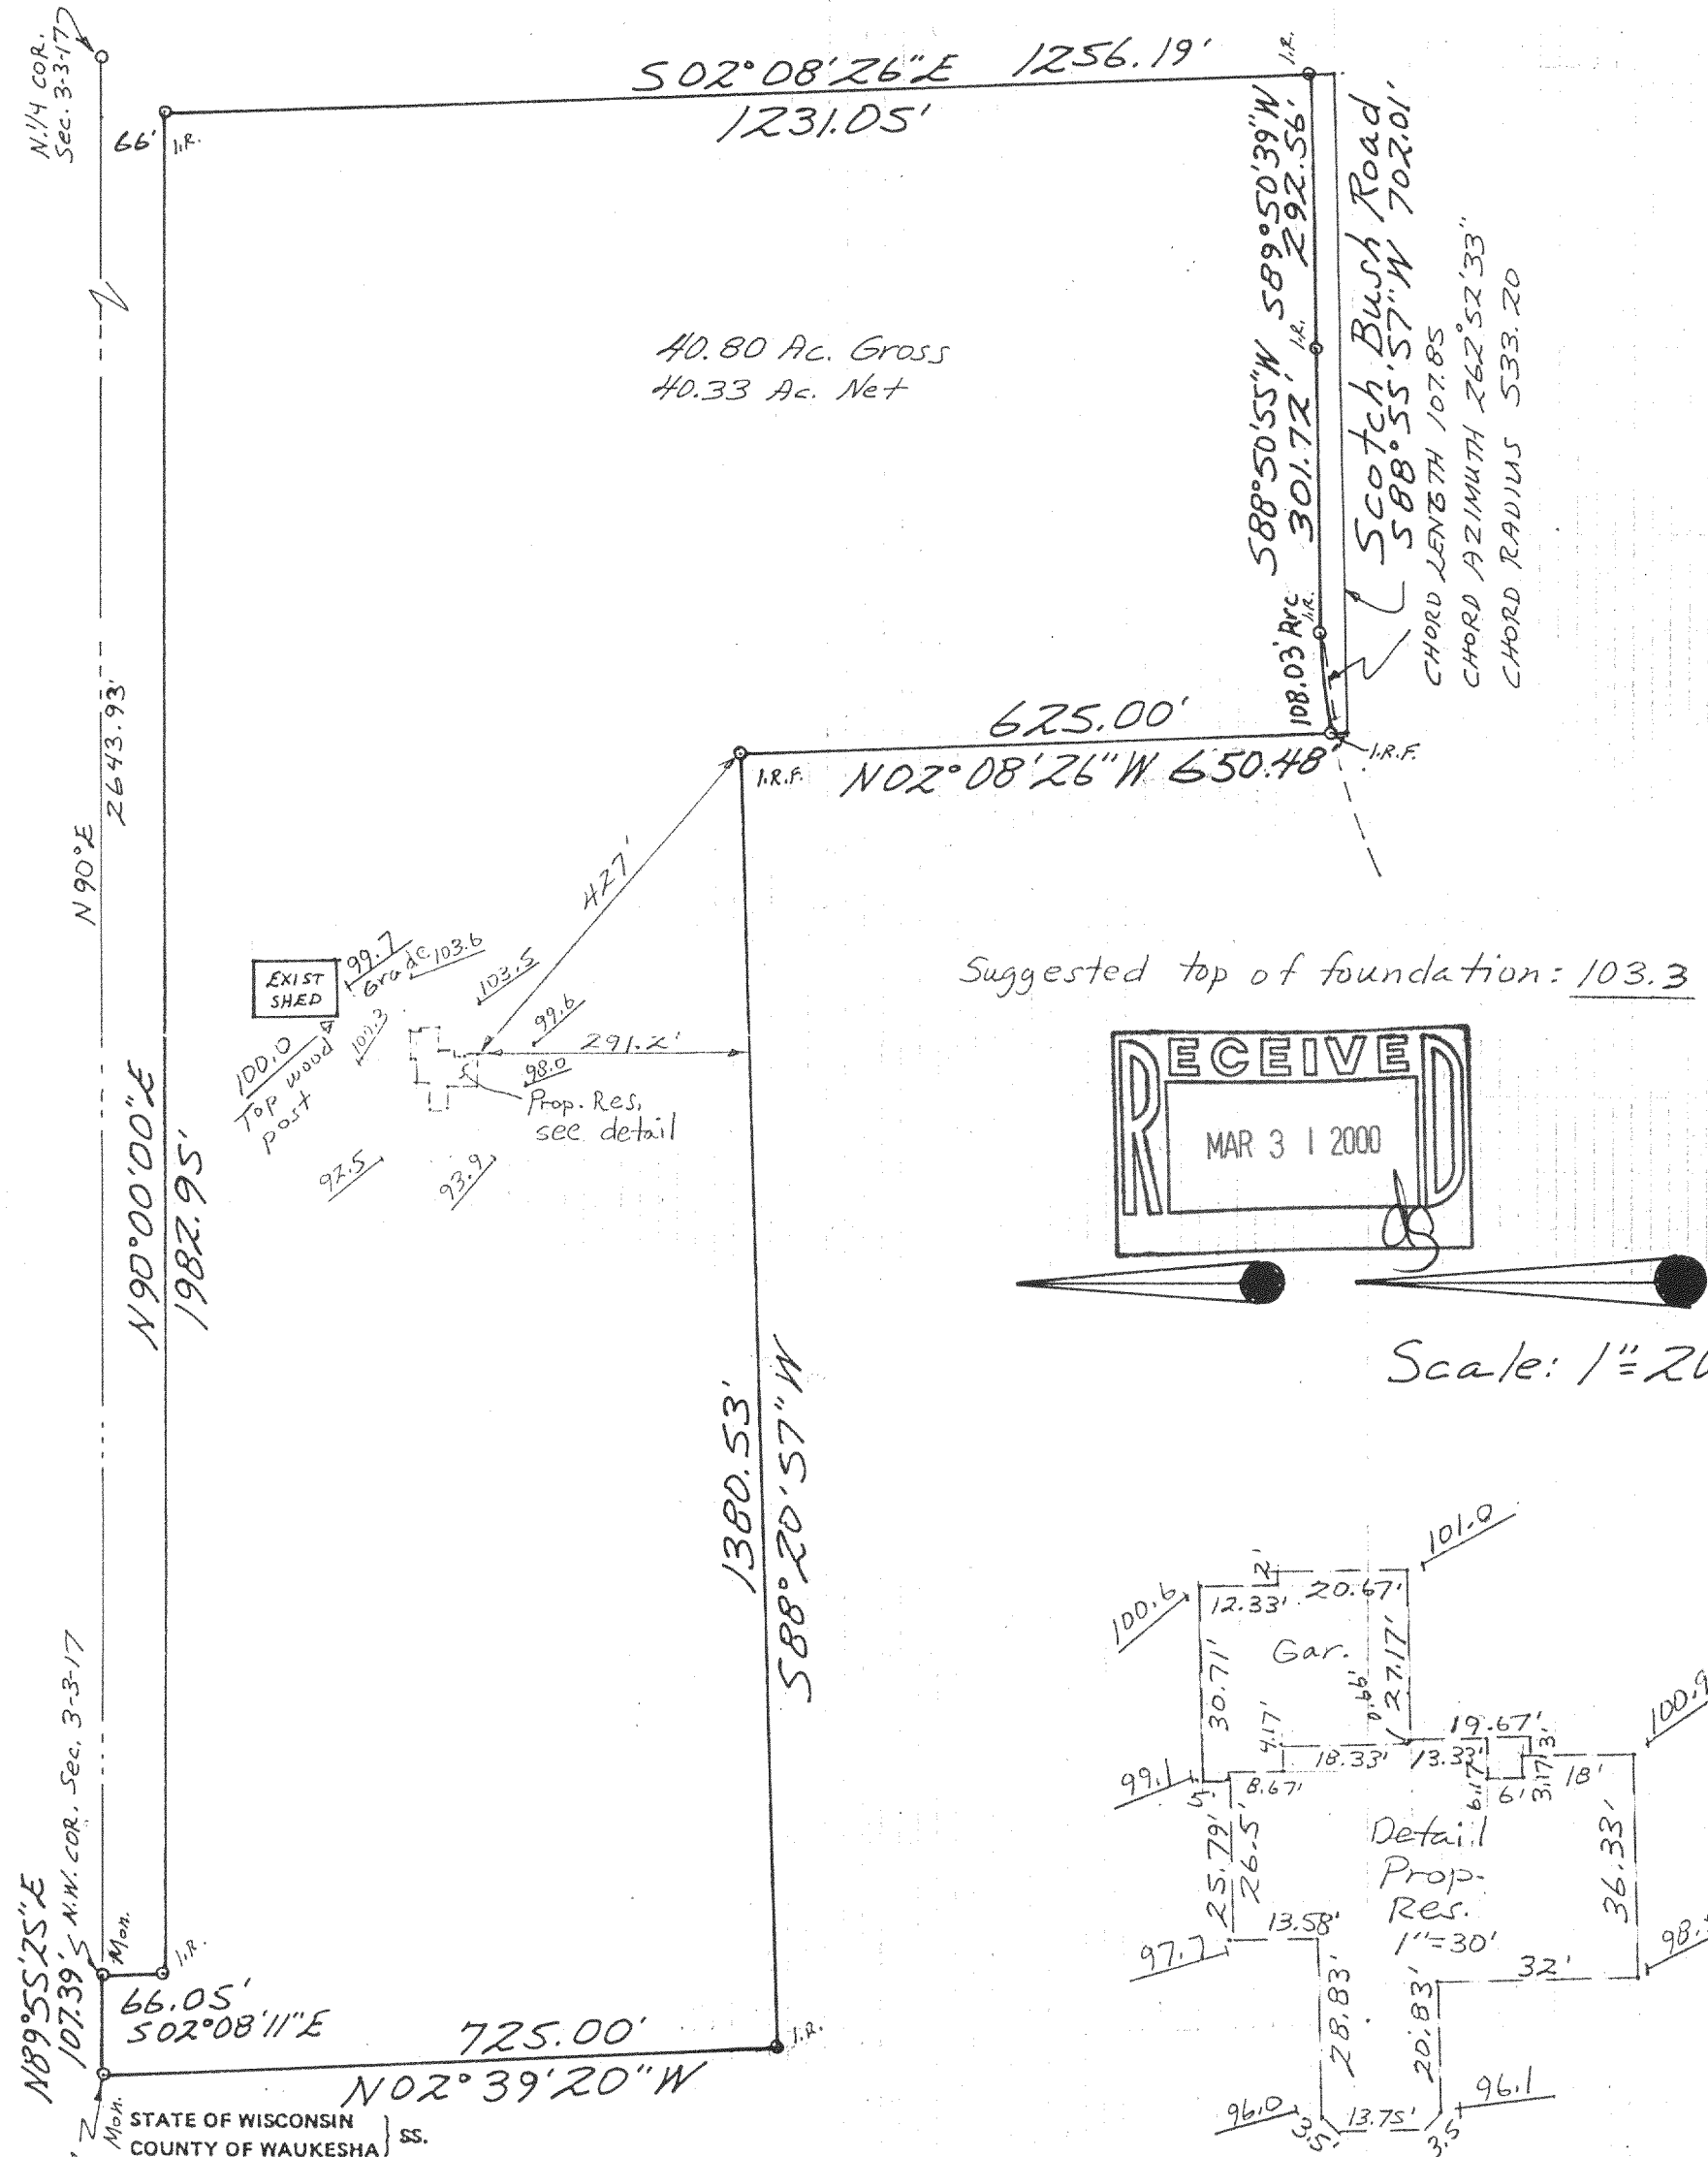 N.1/4 COR.
Sec. 3-3-17
66'
I.R.
S02°08'26"E 1256.19'
1231.05'
I.R.
S89°50'39"W
292.56'
I.R.
S88°50'55"W
301.72'
I.R.
108.03' Arc
Scotch Bush Road
S88°55'57"W 702.01'
CHORD LENGTH 107.85
CHORD AZIMUTH 262°52'33"
CHORD RADIUS 533.20
40.80 Ac. Gross
40.33 Ac. Net
625.00'
N02°08'26"W 650.48'
I.R.F.
I.R.F.
N90°E
2643.93'
427'
EXIST
SHED
99.7
Grade
103.6
103.5
99.6
291.2'
98.0
100.0
Top wood
post
Prop. Res.
see detail
92.5
93.9
Suggested top of foundation: 103.3
RECEIVED
MAR 31 2000
Scale: 1"=20
N90°00'00"E
1982.95'
1380.53'
S88°20'57"W
100.6
12.33'
2'
20.67'
101.0
Gar.
30.71'
27.17'
4.17'
0.66'
18.33'
13.33'
19.67'
3'
100.9
99.1
5'
8.67'
6.17'
6'
3.17'
18'
25.79'
26.5'
Detail
Prop.
Res.
1"=30'
36.33'
97.7
13.58'
32'
98.
28.83'
20.83'
96.0
3.5'
13.75'
3.5'
96.1
N89°55'25"E
107.39'
N.W. COR. Sec. 3-3-17
Mon.
I.R.
66.05'
S02°08'11"E
725.00'
N02°39'20"W
I.R.
Mon.
STATE OF WISCONSIN
COUNTY OF WAUKESHA } SS.